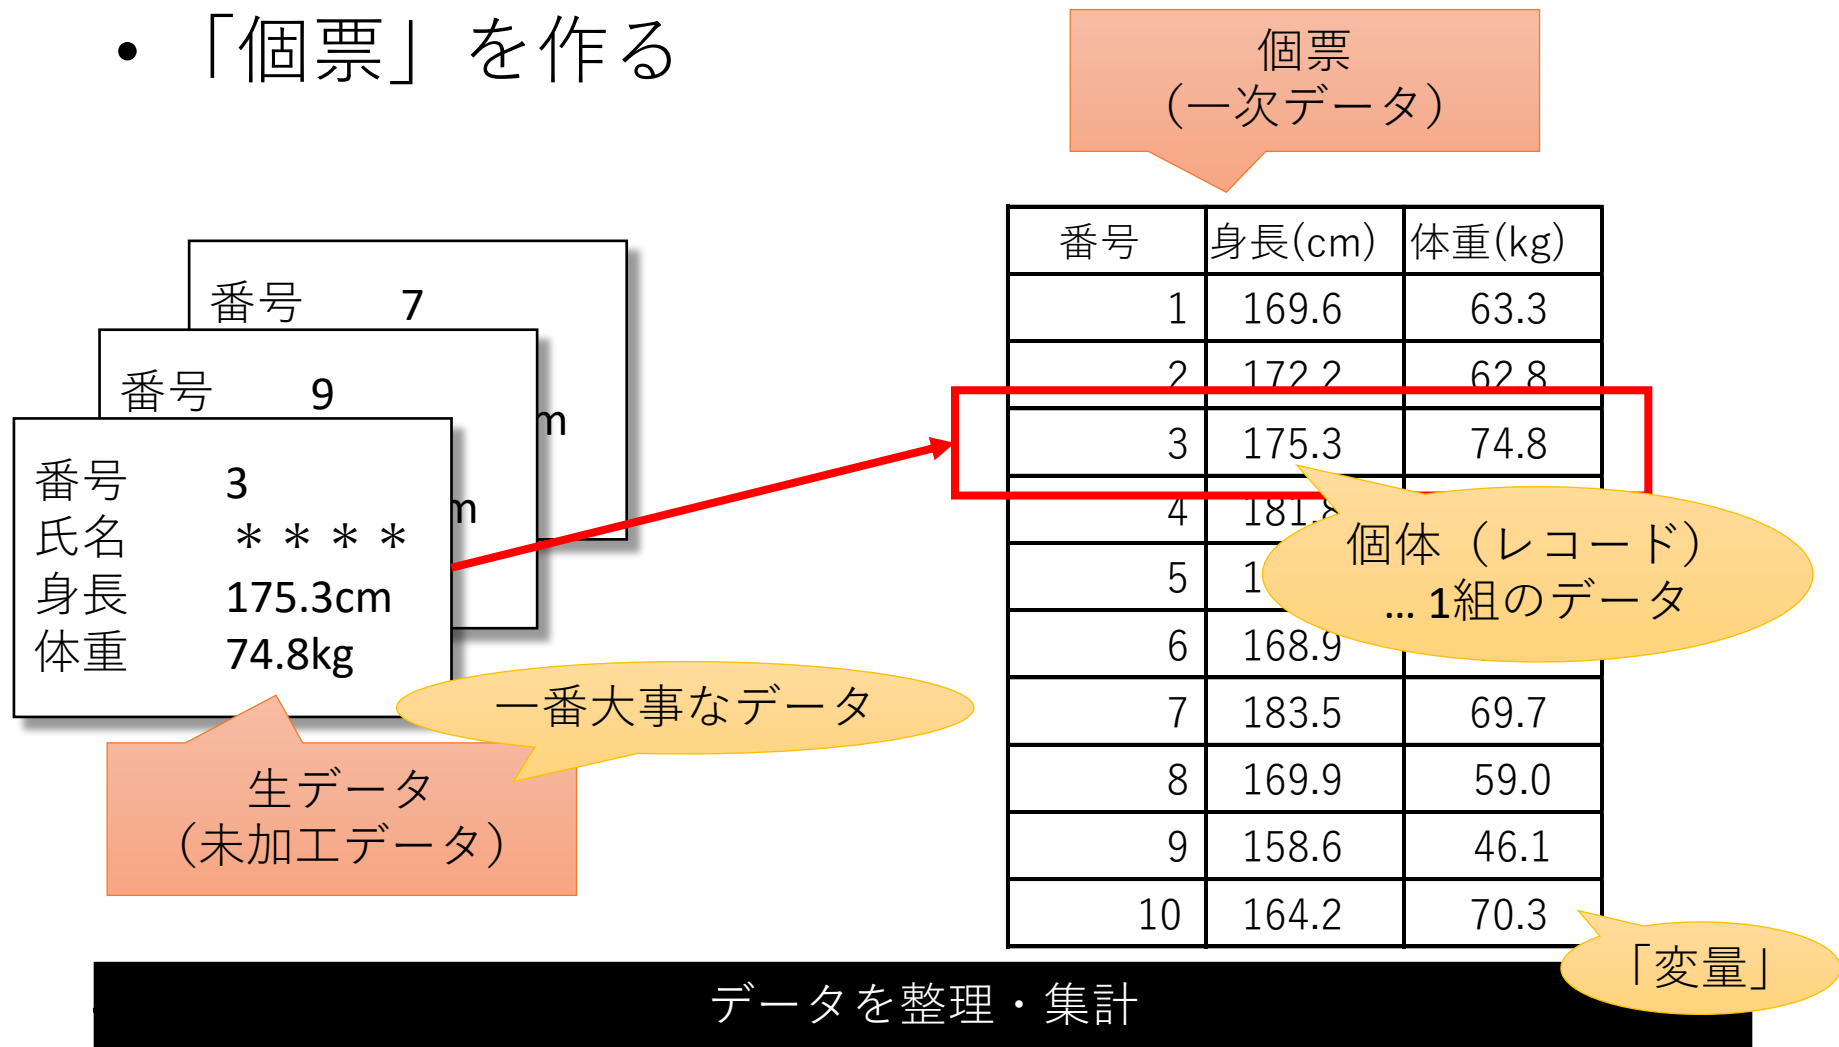 • 「個票」を作る
個票
（一次データ）
番号 7
番号 9
m
番号 3
m
氏名 ＊＊＊＊
身長 175.3cm
体重 74.8kg
一番大事なデータ
生データ
（未加工データ）
番号 身長(cm) 体重(kg)
1 169.6 63.3
2 172.2 62.8
3 175.3 74.8
4 181.8
5 1
6 168.9
7 183.5 69.7
8 169.9 59.0
9 158.6 46.1
10 164.2 70.3
個体（レコード）
… 1組のデータ
「変量」
データを整理・集計